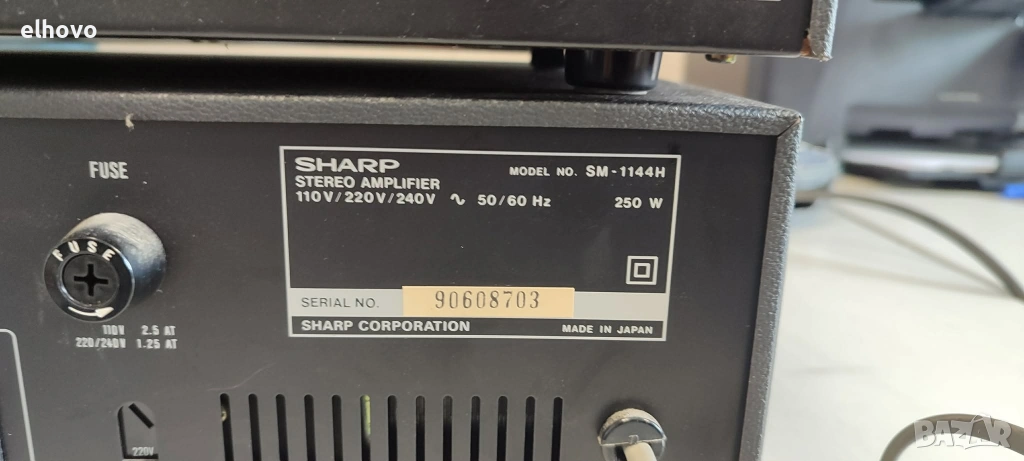 elhovo
FUSE
FUSE
110V 2.5 AT
220/240V 1.25 AT
220V
SHARP MODEL NO. SM-1144H
STEREO AMPLIFIER
110V/220V/240V ∿ 50/60 Hz 250 W
SERIAL NO. 90608703
SHARP CORPORATION MADE IN JAPAN
BAZAR